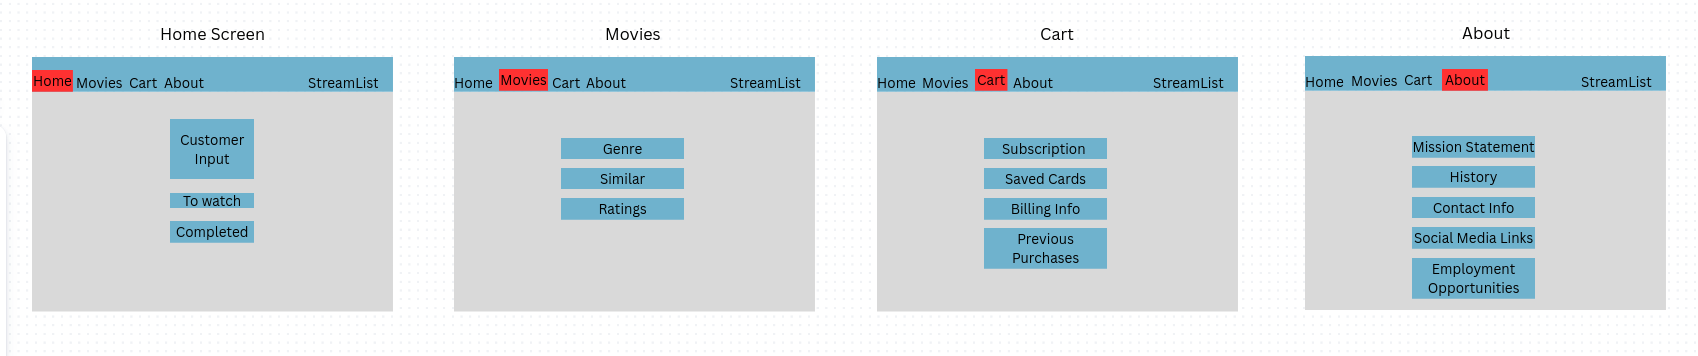 Home Screen
Home Movies Cart About StreamList
Customer
Input
To watch
Completed
Movies
Home Movies Cart About StreamList
Genre
Similar
Ratings
Cart
Home Movies Cart About StreamList
Subscription
Saved Cards
Billing Info
Previous
Purchases
About
Home Movies Cart About StreamList
Mission Statement
History
Contact Info
Social Media Links
Employment
Opportunities